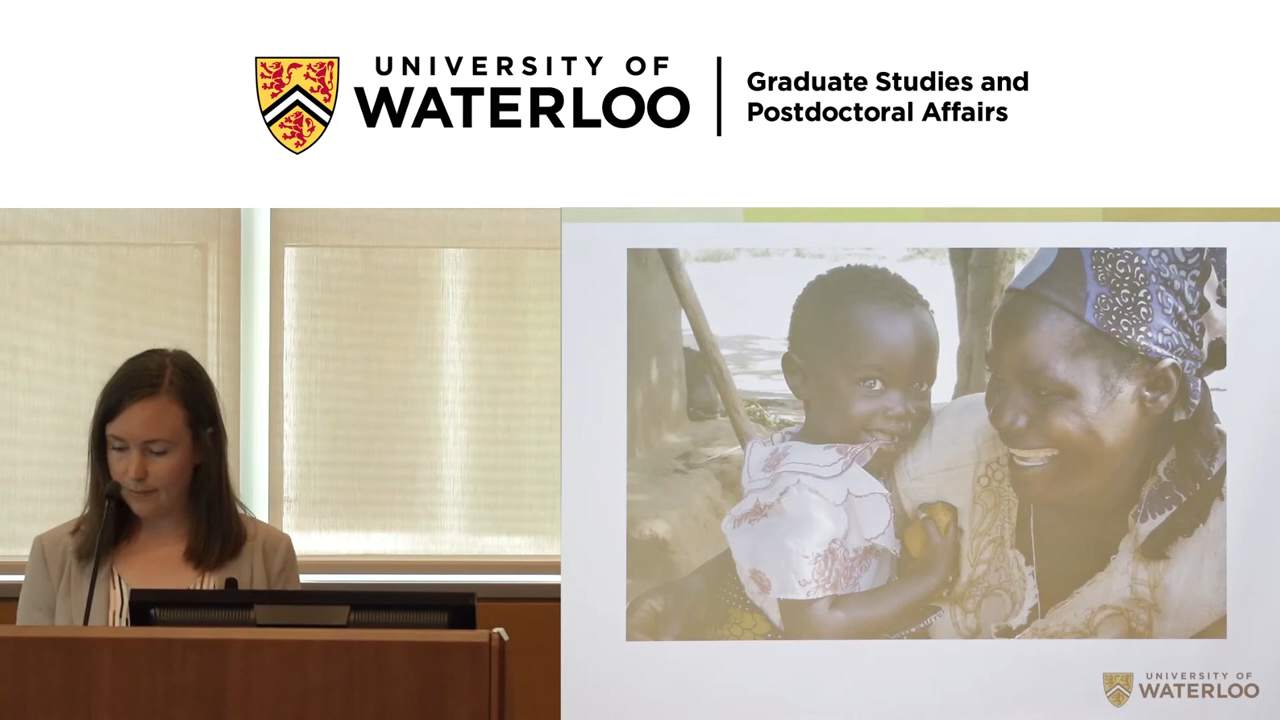 UNIVERSITY OF
WATERLOO
Graduate Studies and
Postdoctoral Affairs
UNIVERSITY OF
WATERLOO